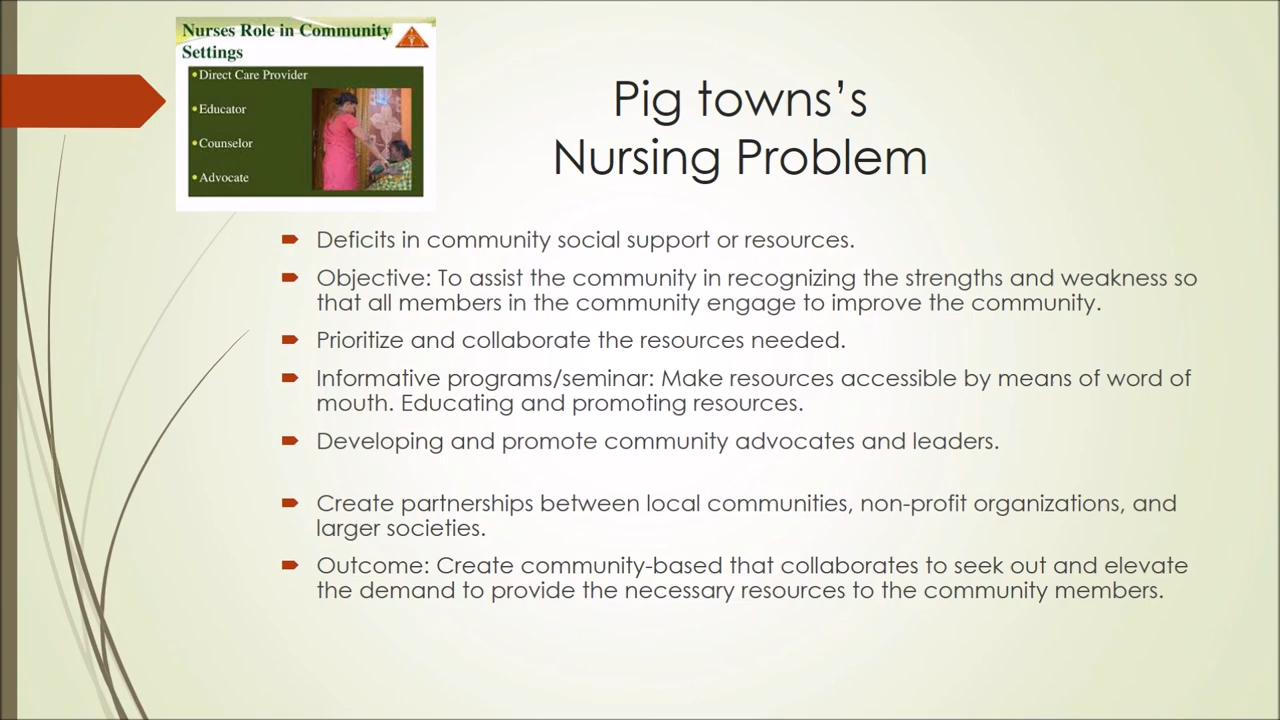 Nurses Role in Community
Settings
•Direct Care Provider
•Educator
•Counselor
•Advocate
Pig towns’s
Nursing Problem
Deficits in community social support or resources.
Objective: To assist the community in recognizing the strengths and weakness so
that all members in the community engage to improve the community.
Prioritize and collaborate the resources needed.
Informative programs/seminar: Make resources accessible by means of word of
mouth. Educating and promoting resources.
Developing and promote community advocates and leaders.
Create partnerships between local communities, non-profit organizations, and
larger societies.
Outcome: Create community-based that collaborates to seek out and elevate
the demand to provide the necessary resources to the community members.